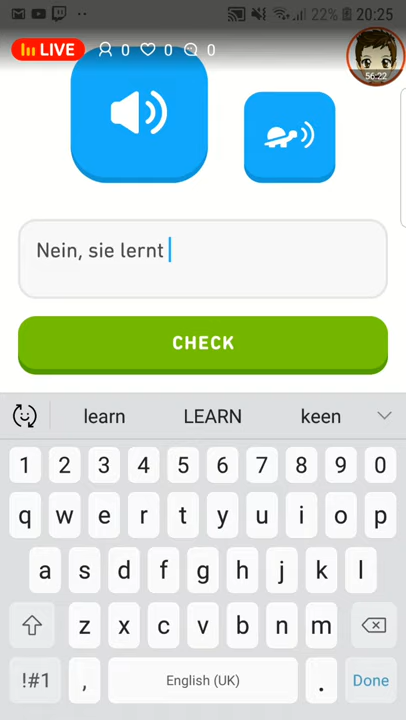 22% 20:25
LIVE 0 0 0
56:22
Nein, sie lernt
CHECK
learn LEARN keen
1 2 3 4 5 6 7 8 9 0
q w e r t y u i o p
a s d f g h j k l
z x c v b n m
!#1 , English (UK) . Done